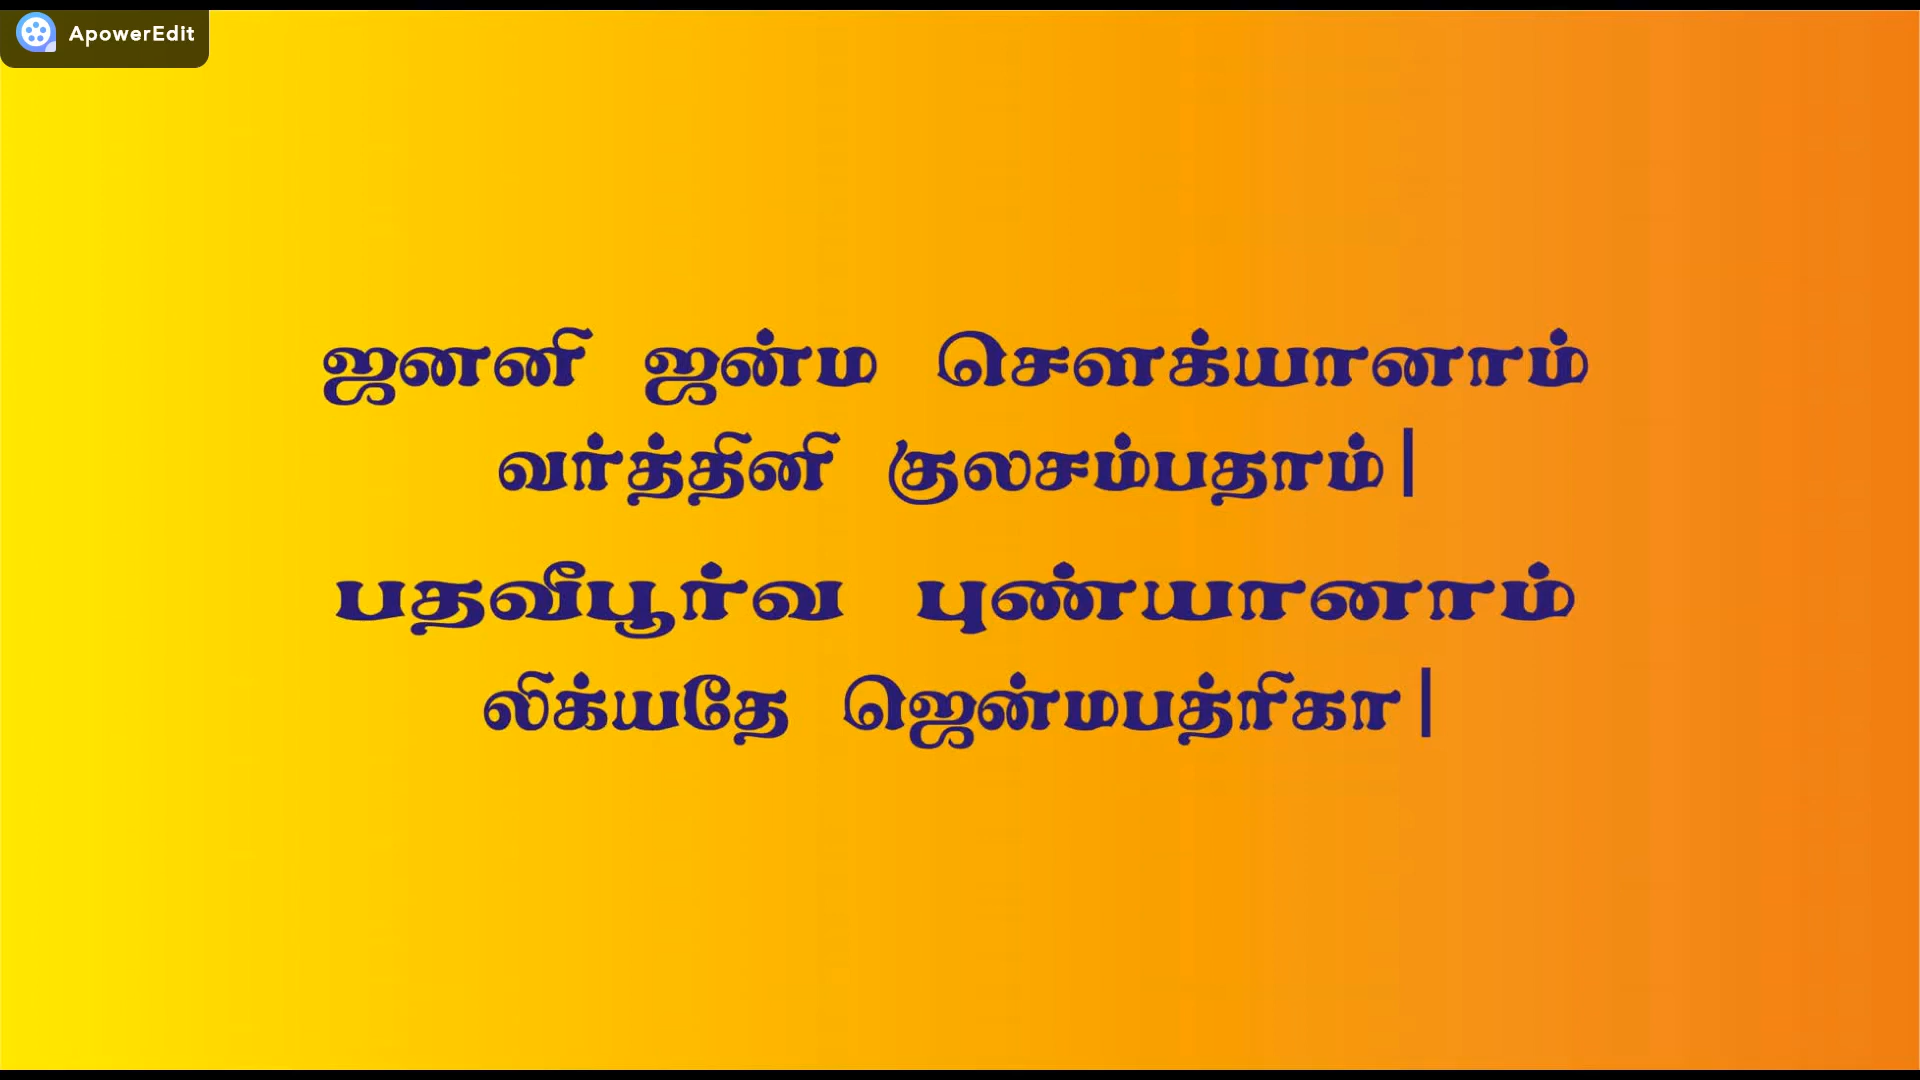 ApowerEdit
ஜனனி ஜன்ம சௌக்யானாம்
வர்த்தினி குலசம்பதாம்|
பதவீபூர்வ புண்யானாம்
லிக்யதே ஜென்மபத்ரிகா|